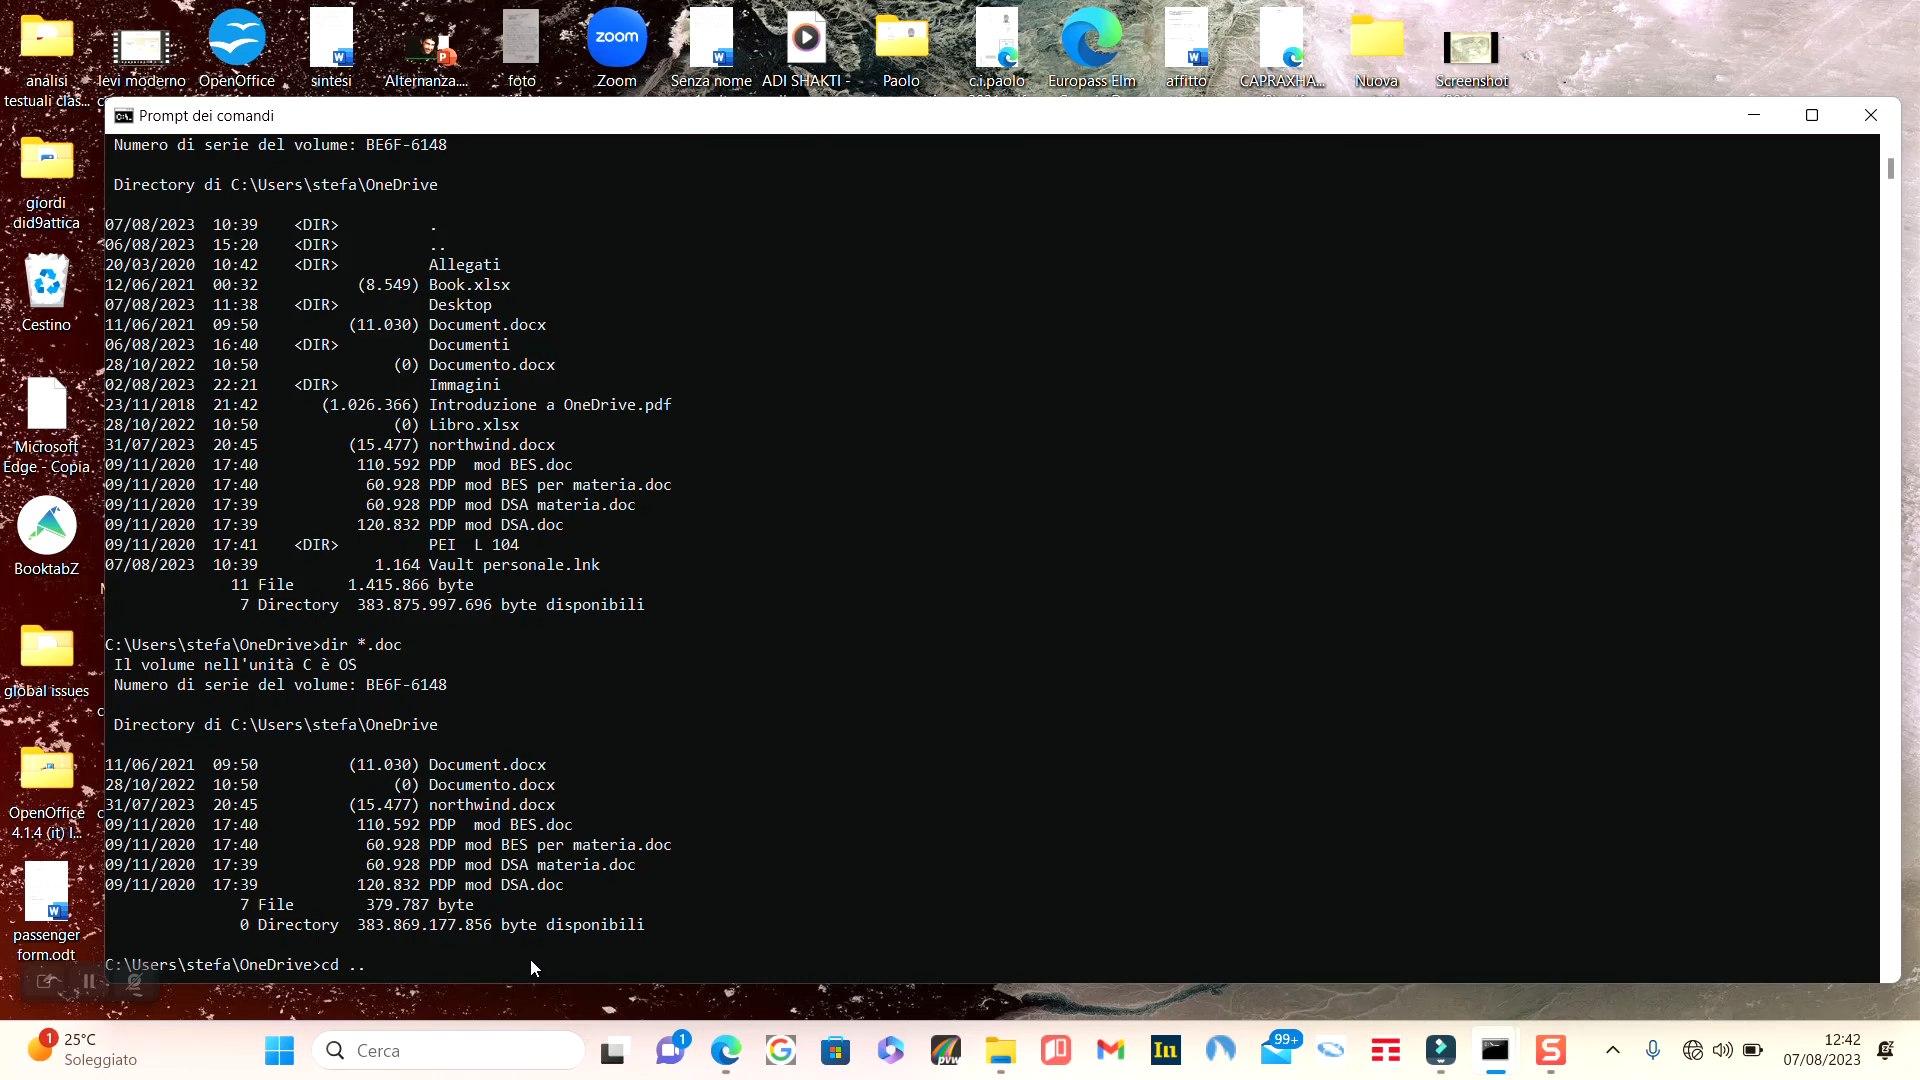 analisi
testuali clas...
levi moderno
OpenOffice
sintesi
Alternanza....
foto
zoom
Zoom
Senza nome
ADI SHAKTI -
Paolo
c.i.paolo
Europass Elm
affitto
CAPRAXHA...
Nuova
Screenshot
giordi
did9attica
Cestino
Microsoft
Edge - Copia
BooktabZ
global issues
OpenOffice
4.1.4 (it) I...
passenger
form.odt
Prompt dei comandi
Numero di serie del volume: BE6F-6148
Directory di C:\Users\stefa\OneDrive
07/08/2023  10:39    <DIR>          .
06/08/2023  15:20    <DIR>          ..
20/03/2020  10:42    <DIR>          Allegati
12/06/2021  00:32           (8.549) Book.xlsx
07/08/2023  11:38    <DIR>          Desktop
11/06/2021  09:50          (11.030) Document.docx
06/08/2023  16:40    <DIR>          Documenti
28/10/2022  10:50               (0) Documento.docx
02/08/2023  22:21    <DIR>          Immagini
23/11/2018  21:42       (1.026.366) Introduzione a OneDrive.pdf
28/10/2022  10:50               (0) Libro.xlsx
31/07/2023  20:45          (15.477) northwind.docx
09/11/2020  17:40           110.592 PDP  mod BES.doc
09/11/2020  17:40            60.928 PDP mod BES per materia.doc
09/11/2020  17:39            60.928 PDP mod DSA materia.doc
09/11/2020  17:39           120.832 PDP mod DSA.doc
09/11/2020  17:41    <DIR>          PEI  L 104
07/08/2023  10:39             1.164 Vault personale.lnk
11 File      1.415.866 byte
7 Directory  383.875.997.696 byte disponibili
C:\Users\stefa\OneDrive>dir *.doc
Il volume nell'unità C è OS
Numero di serie del volume: BE6F-6148
Directory di C:\Users\stefa\OneDrive
11/06/2021  09:50          (11.030) Document.docx
28/10/2022  10:50               (0) Documento.docx
31/07/2023  20:45          (15.477) northwind.docx
09/11/2020  17:40           110.592 PDP  mod BES.doc
09/11/2020  17:40            60.928 PDP mod BES per materia.doc
09/11/2020  17:39            60.928 PDP mod DSA materia.doc
09/11/2020  17:39           120.832 PDP mod DSA.doc
7 File        379.787 byte
0 Directory  383.869.177.856 byte disponibili
C:\Users\stefa\OneDrive>cd ..
1
25°C
Soleggiato
Cerca
1
pvw
In
99+
S
12:42
07/08/2023